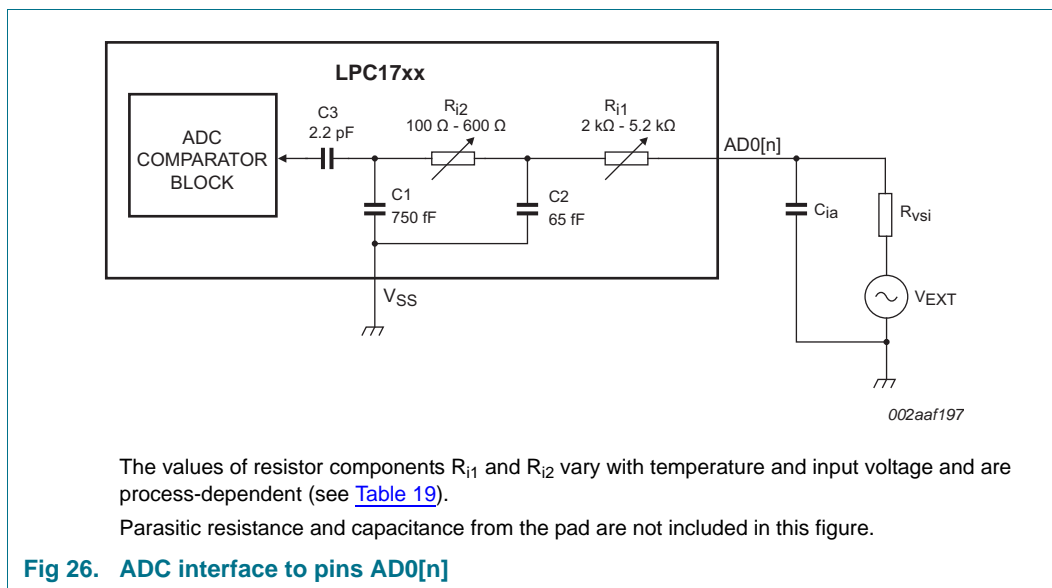 LPC17xx
ADC
COMPARATOR
BLOCK
C3
2.2 pF
Ri2
100 Ω - 600 Ω
Ri1
2 kΩ - 5.2 kΩ
AD0[n]
C1
750 fF
C2
65 fF
Cia
Rvsi
VSS
VEXT
002aaf197
The values of resistor components Ri1 and Ri2 vary with temperature and input voltage and are
process-dependent (see Table 19).
Parasitic resistance and capacitance from the pad are not included in this figure.
Fig 26. ADC interface to pins AD0[n]